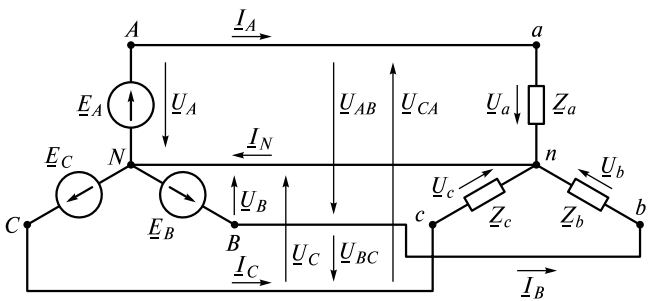 I_A
A a
E_A U_A U_AB U_CA U_a Z_a
I_N
E_C N n U_b
U_c
C E_B U_B c Z_c Z_b b
B U_C U_BC
I_C I_B